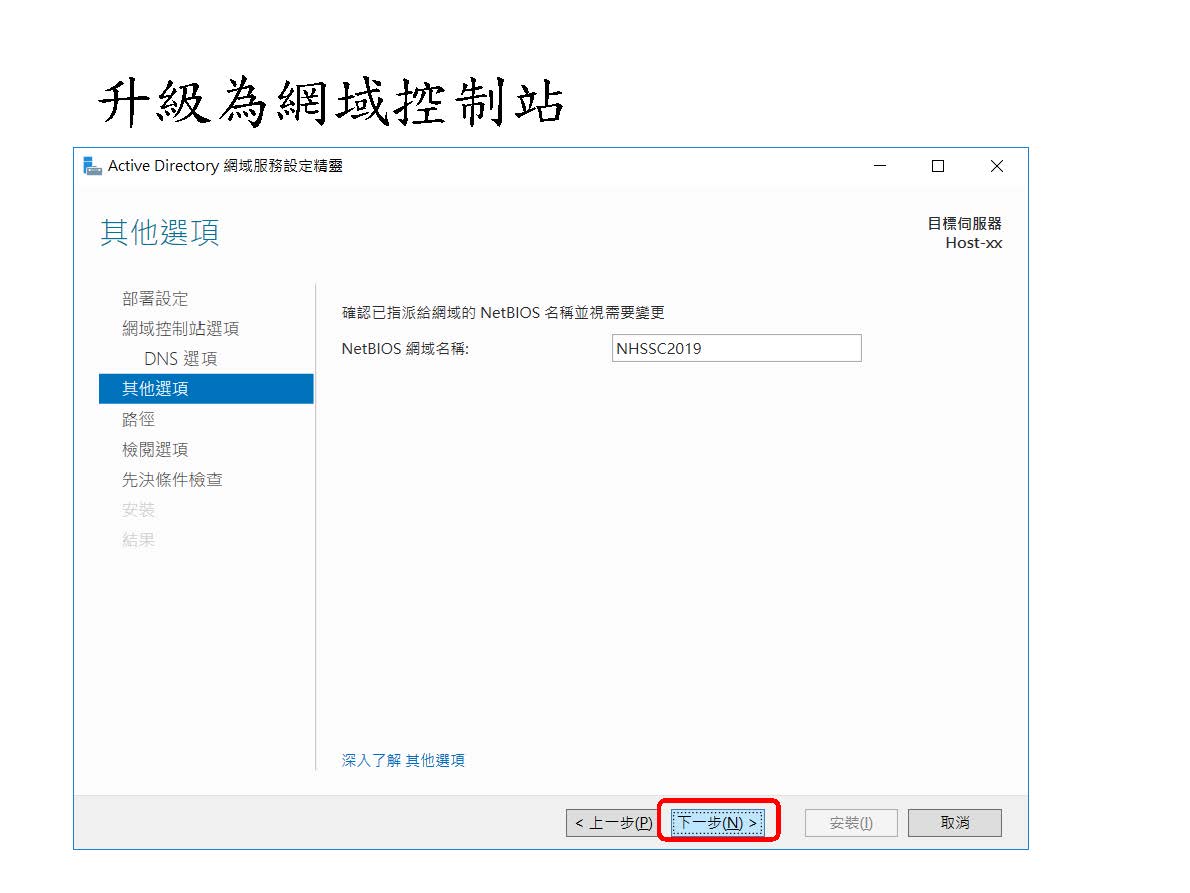 升級為網域控制站
Active Directory 網域服務設定精靈
其他選項
目標伺服器
Host-xx
部署設定
網域控制站選項
DNS 選項
其他選項
路徑
檢閱選項
先決條件檢查
安裝
結果
確認已指派給網域的 NetBIOS 名稱並視需要變更
NetBIOS 網域名稱: NHSSC2019
深入了解 其他選項
< 上一步(P) 下一步(N) > 安裝(I) 取消